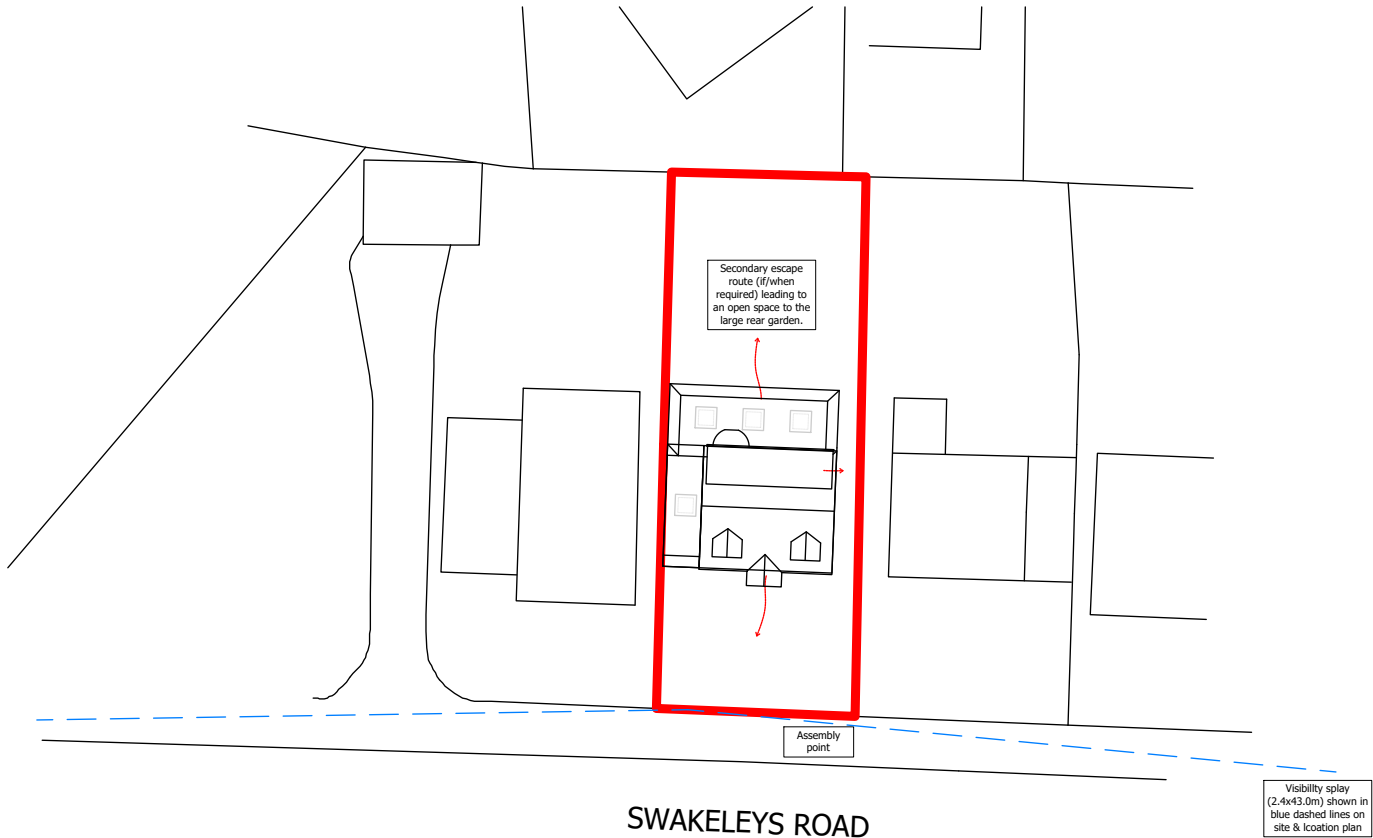 Secondary escape
route (if/when
required) leading to
an open space to the
large rear garden.
Assembly
point
Visibility splay
(2.4x43.0m) shown in
blue dashed lines on
site & lcoation plan
SWAKELEYS ROAD